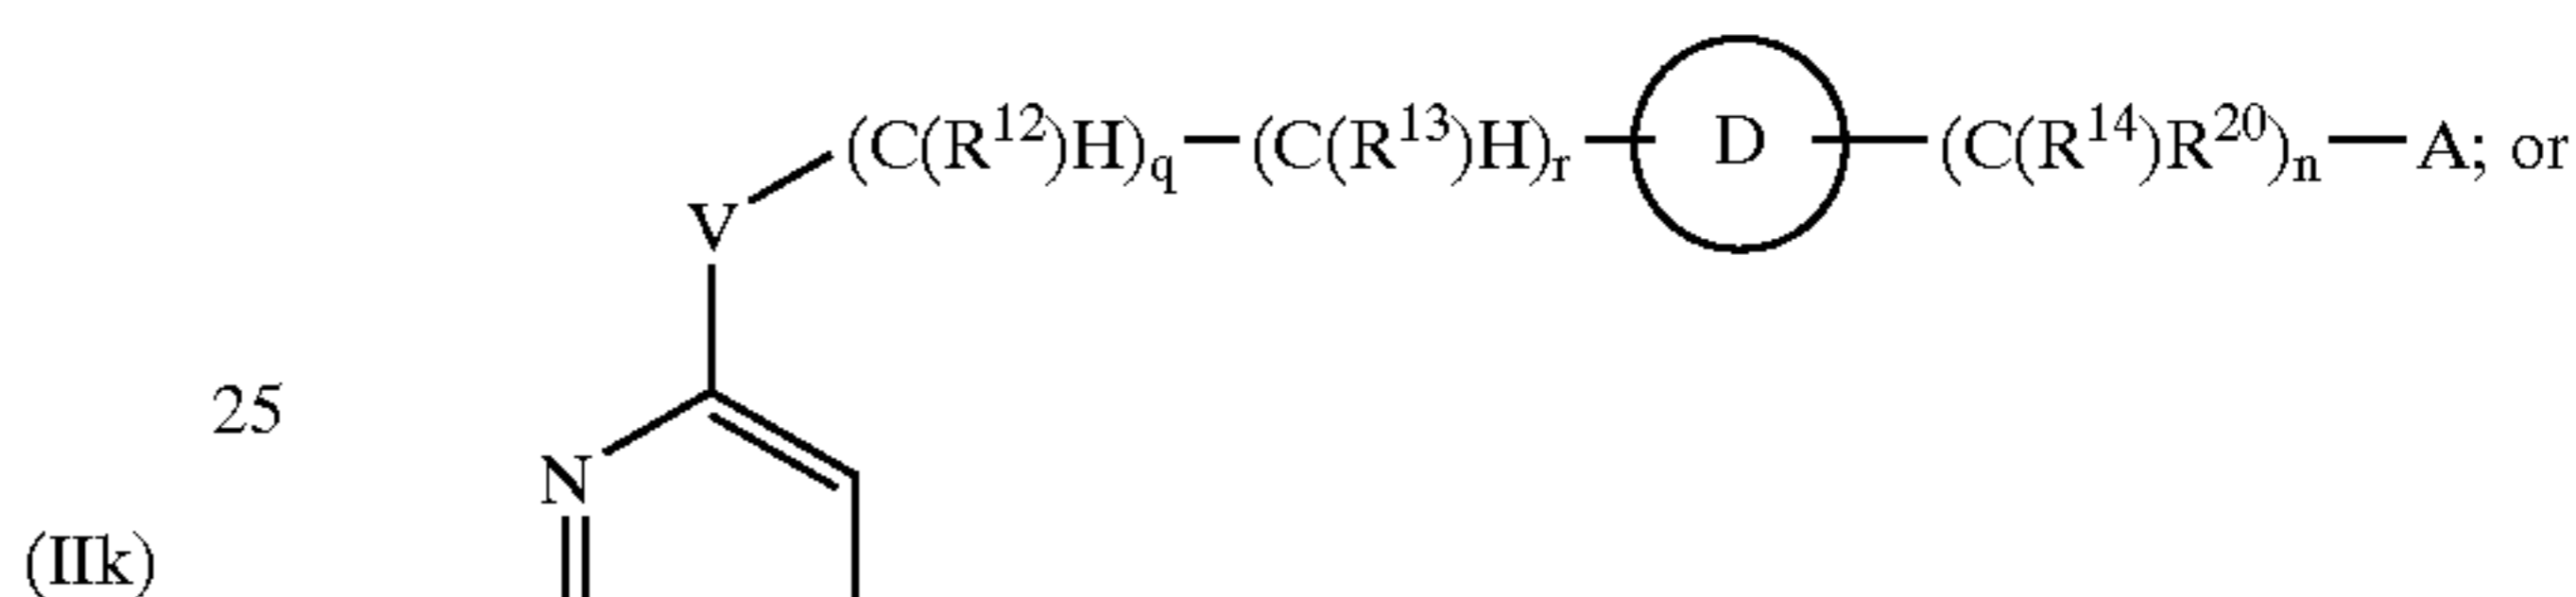 (C(R¹²)H)q—(C(R¹³)H)r—D—(C(R¹⁴)R²⁰)n—A; or
V
25
N
(IIk)